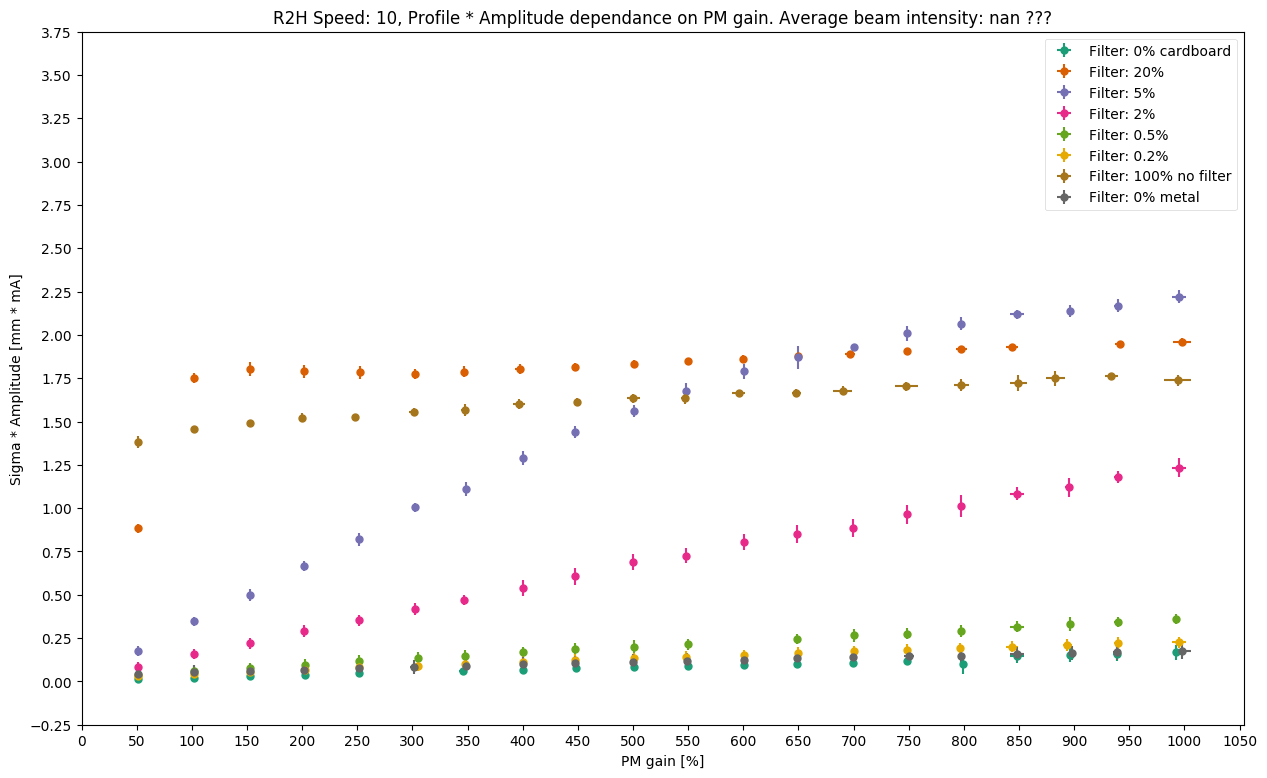 R2H Speed: 10, Profile * Amplitude dependance on PM gain. Average beam intensity: nan ???
Filter: 0% cardboard
Filter: 20%
Filter: 5%
Filter: 2%
Filter: 0.5%
Filter: 0.2%
Filter: 100% no filter
Filter: 0% metal
Sigma * Amplitude [mm * mA]
3.75
3.50
3.25
3.00
2.75
2.50
2.25
2.00
1.75
1.50
1.25
1.00
0.75
0.50
0.25
0.00
−0.25
0 50 100 150 200 250 300 350 400 450 500 550 600 650 700 750 800 850 900 950 1000 1050
PM gain [%]